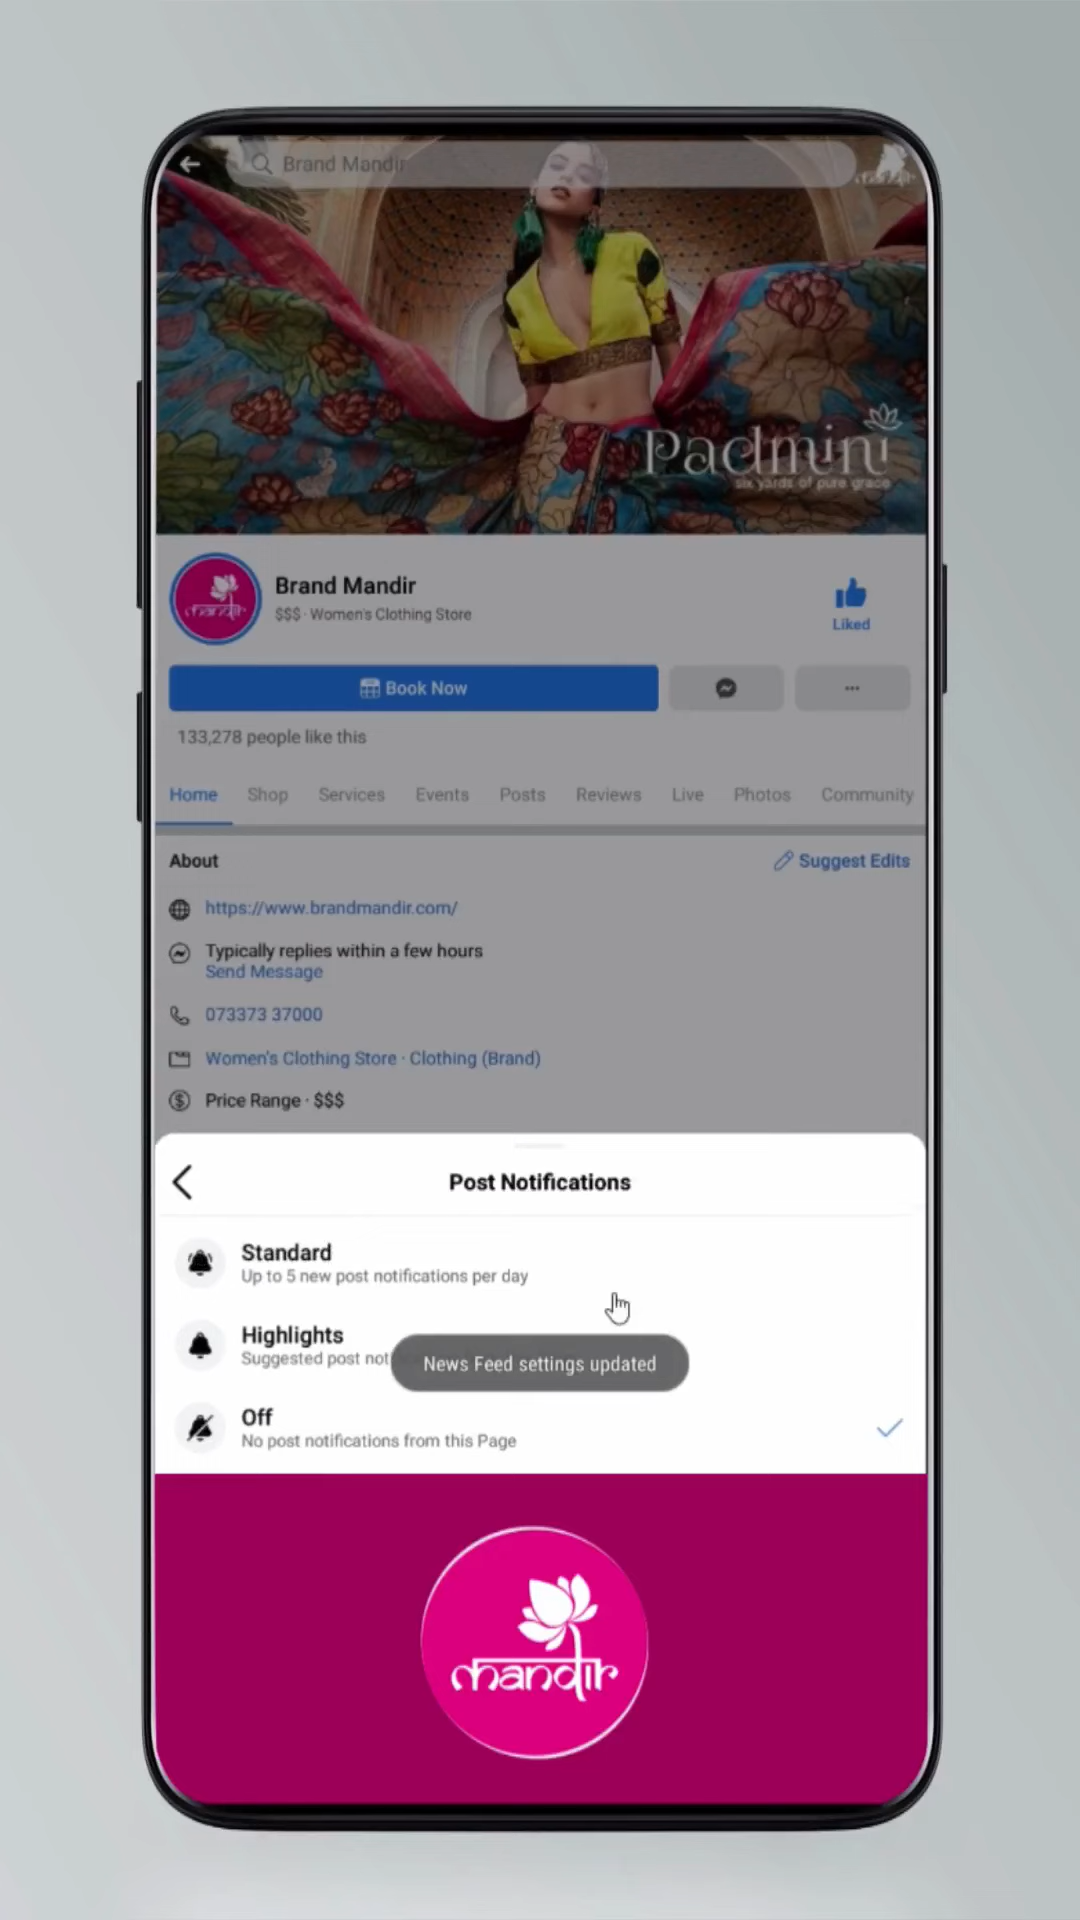 Brand Mandir
Padmini
six yards of pure grace
mandir
Brand Mandir
$$$ · Women's Clothing Store
Liked
Book Now
133,278 people like this
Home Shop Services Events Posts Reviews Live Photos Community
About
Suggest Edits
https://www.brandmandir.com/
Typically replies within a few hours
Send Message
073373 37000
Women's Clothing Store · Clothing (Brand)
Price Range · $$$
Post Notifications
Standard
Up to 5 new post notifications per day
Highlights
Suggested post
News Feed settings updated
Off
No post notifications from this Page
mandir